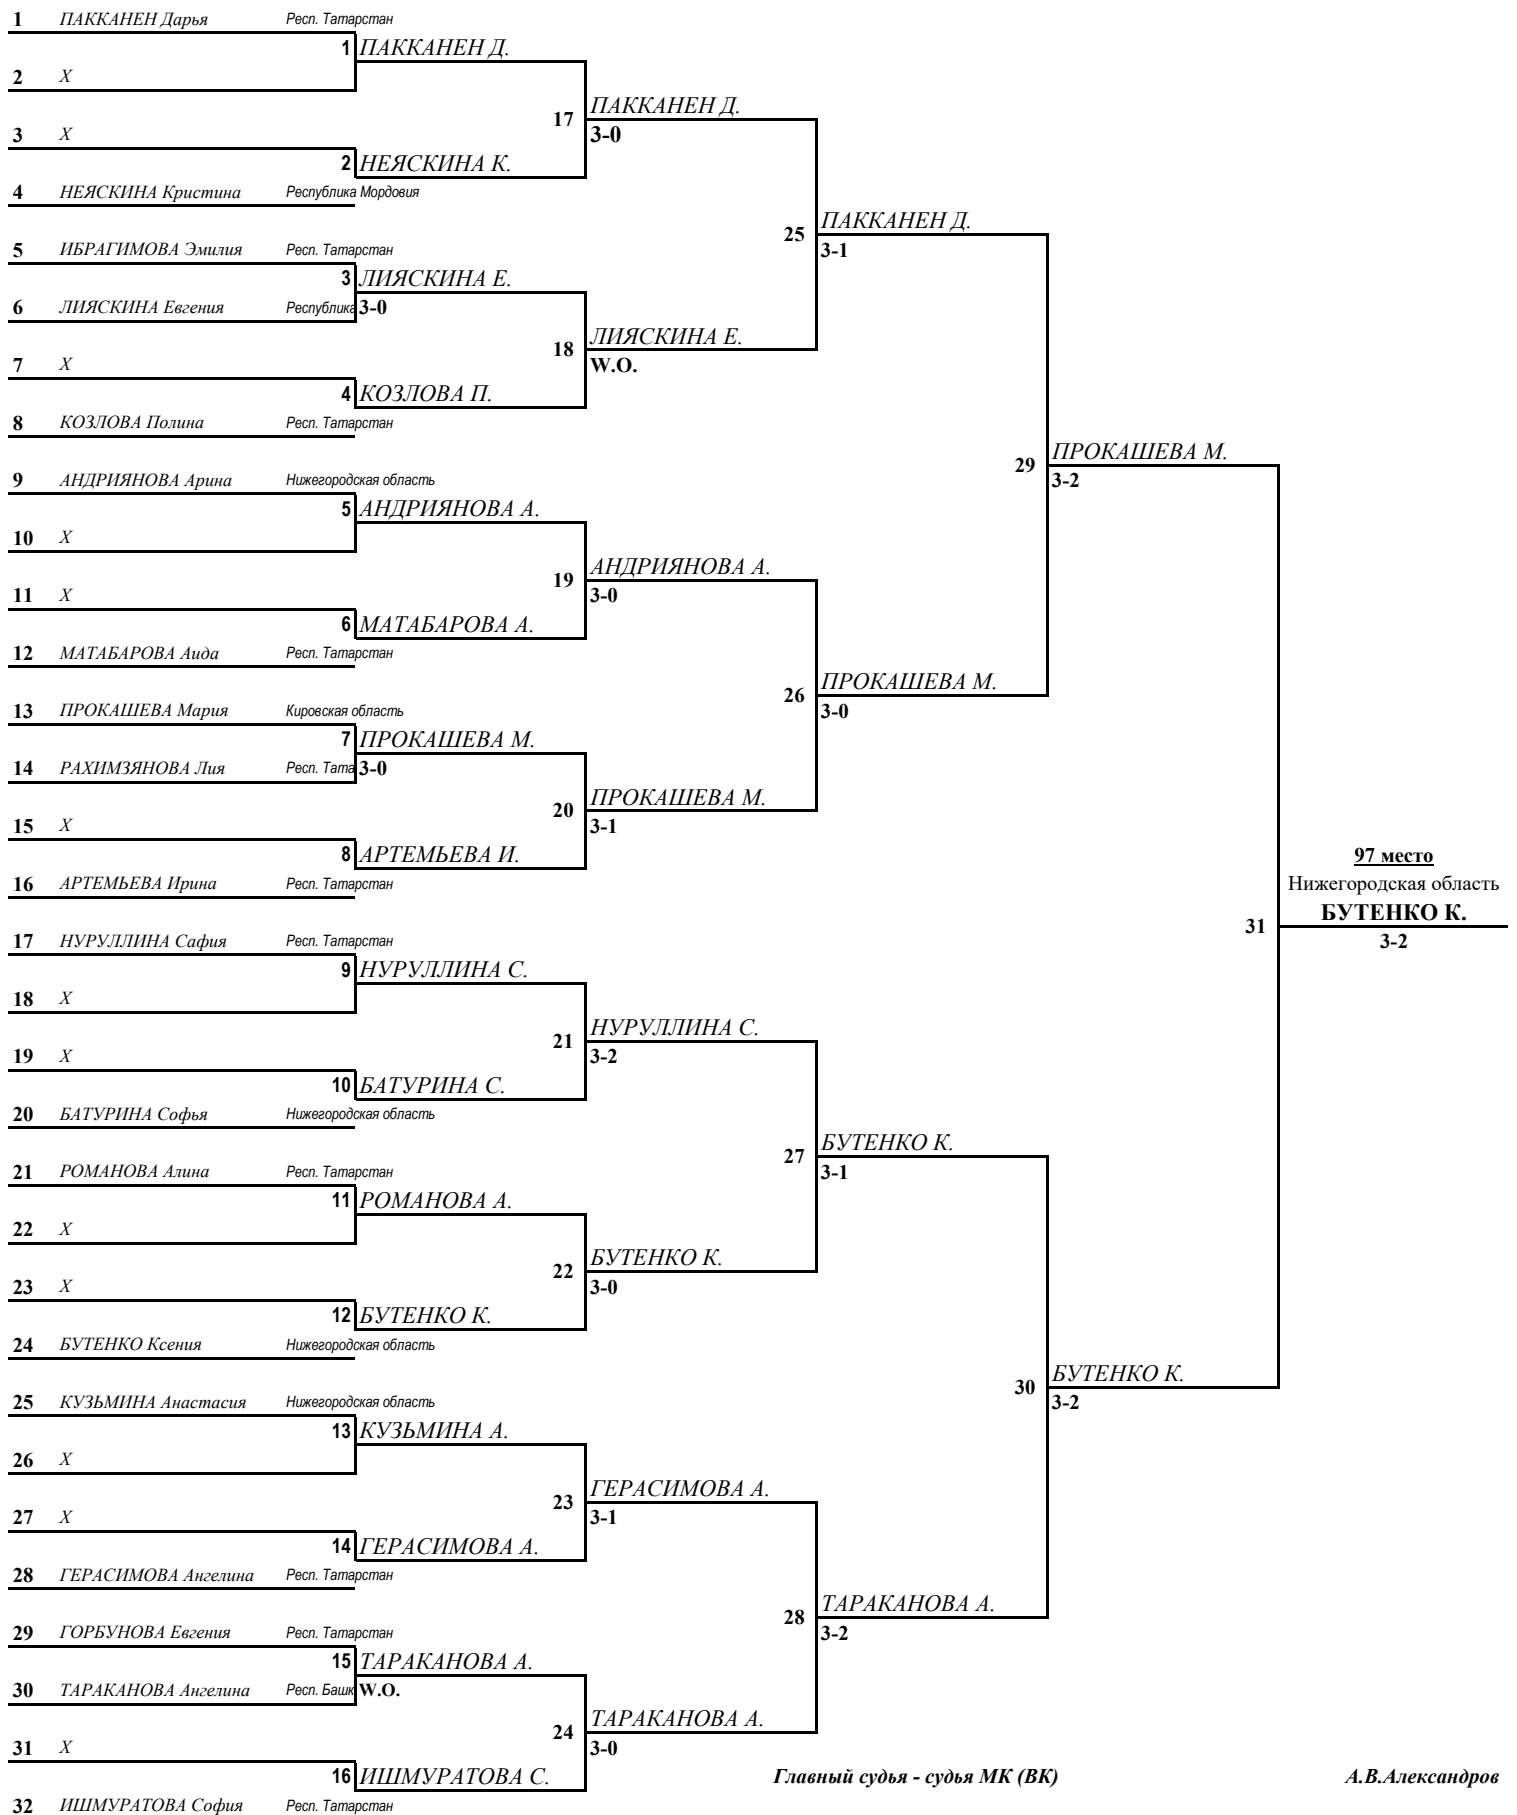 1 ПАККАНЕН Дарья Респ. Татарстан
1 ПАККАНЕН Д.
2 X
17 ПАККАНЕН Д.
3 X
3-0
2 НЕЯСКИНА К.
4 НЕЯСКИНА Кристина Республика Мордовия
25 ПАККАНЕН Д.
5 ИБРАГИМОВА Эмилия Респ. Татарстан
3-1
3 ЛИЯСКИНА Е.
6 ЛИЯСКИНА Евгения Республика 3-0
18 ЛИЯСКИНА Е.
7 X
W.O.
4 КОЗЛОВА П.
8 КОЗЛОВА Полина Респ. Татарстан
29 ПРОКАШЕВА М.
9 АНДРИЯНОВА Арина Нижегородская область
3-2
5 АНДРИЯНОВА А.
10 X
19 АНДРИЯНОВА А.
11 X
3-0
6 МАТАБАРОВА А.
12 МАТАБАРОВА Аида Респ. Татарстан
26 ПРОКАШЕВА М.
13 ПРОКАШЕВА Мария Кировская область
3-0
7 ПРОКАШЕВА М.
14 РАХИМЗЯНОВА Лия Респ. Тата 3-0
20 ПРОКАШЕВА М.
15 X
3-1
8 АРТЕМЬЕВА И.
97 место
16 АРТЕМЬЕВА Ирина Респ. Татарстан
Нижегородская область
31 БУТЕНКО К.
17 НУРУЛЛИНА Сафия Респ. Татарстан
3-2
9 НУРУЛЛИНА С.
18 X
21 НУРУЛЛИНА С.
19 X
3-2
10 БАТУРИНА С.
20 БАТУРИНА Софья Нижегородская область
27 БУТЕНКО К.
21 РОМАНОВА Алина Респ. Татарстан
3-1
11 РОМАНОВА А.
22 X
22 БУТЕНКО К.
23 X
3-0
12 БУТЕНКО К.
24 БУТЕНКО Ксения Нижегородская область
30 БУТЕНКО К.
25 КУЗЬМИНА Анастасия Нижегородская область
3-2
13 КУЗЬМИНА А.
26 X
23 ГЕРАСИМОВА А.
27 X
3-1
14 ГЕРАСИМОВА А.
28 ГЕРАСИМОВА Ангелина Респ. Татарстан
28 ТАРАКАНОВА А.
29 ГОРБУНОВА Евгения Респ. Татарстан
3-2
15 ТАРАКАНОВА А.
30 ТАРАКАНОВА Ангелина Респ. Башк W.O.
24 ТАРАКАНОВА А.
31 X
3-0
16 ИШМУРАТОВА С.
Главный судья - судья МК (ВК) А.В.Александров
32 ИШМУРАТОВА София Респ. Татарстан